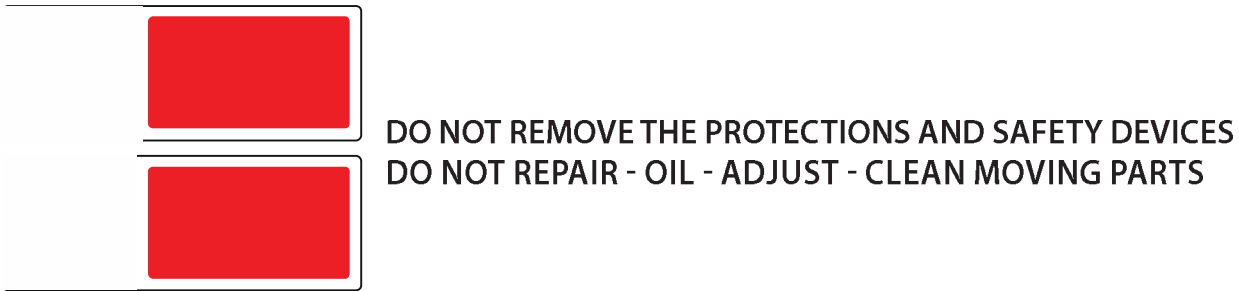 DO NOT REMOVE THE PROTECTIONS AND SAFETY DEVICES
DO NOT REPAIR - OIL - ADJUST - CLEAN MOVING PARTS